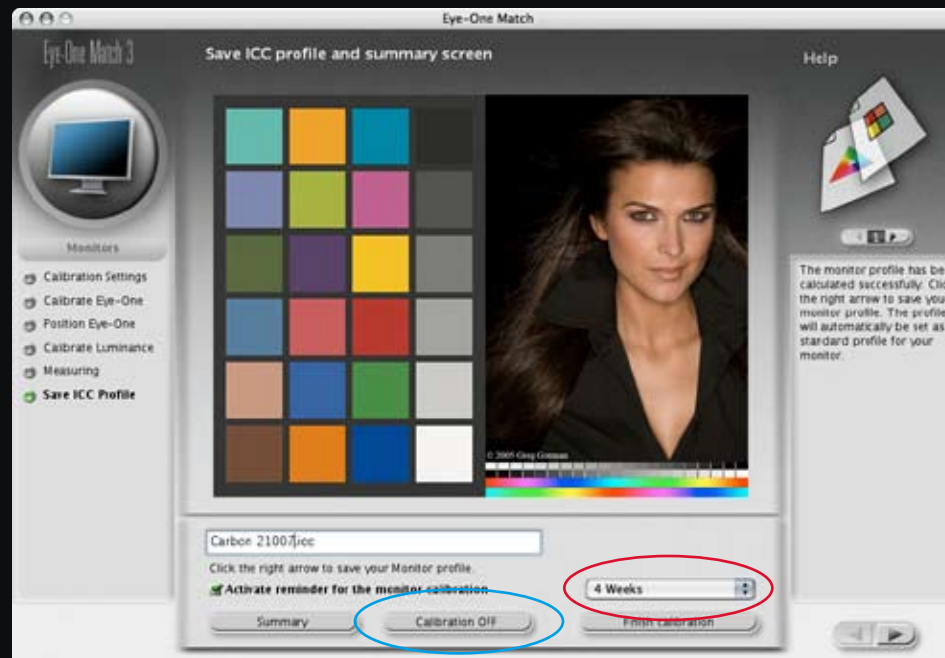 Eye-One Match
Eye-One Match 3
Save ICC profile and summary screen
Help
Monitors
Calibration Settings
Calibrate Eye-One
Position Eye-One
Calibrate Luminance
Measuring
Save ICC Profile
© 2005 Greg Gorman
The monitor profile has be
calculated successfully. Clic
the right arrow to save your
monitor profile. The profile
will automatically be set as
standard profile for your
monitor.
Carbon 21007.icc
Click the right arrow to save your Monitor profile.
Activate reminder for the monitor calibration
4 Weeks
Summary
Calibration Off
Finish calibration